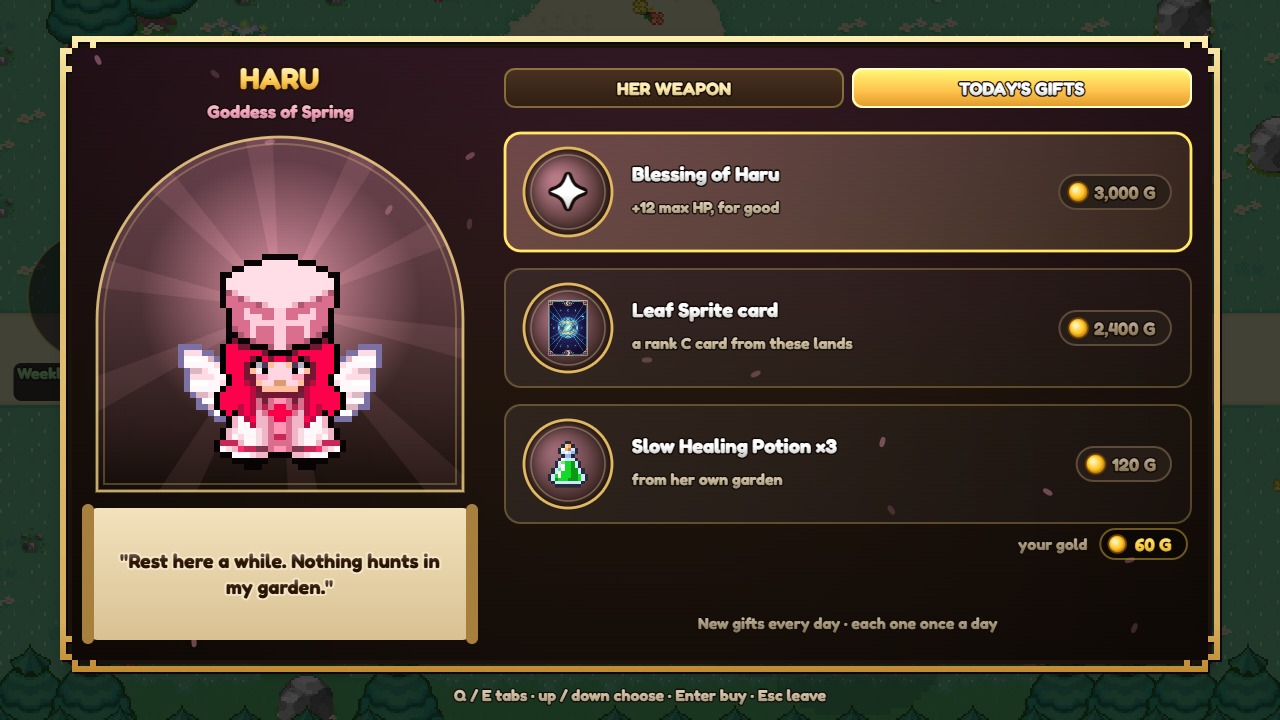 HARU
Goddess of Spring
"Rest here a while. Nothing hunts in
my garden."
HER WEAPON
TODAY'S GIFTS
Blessing of Haru
+12 max HP, for good
3,000 G
Leaf Sprite card
a rank C card from these lands
2,400 G
Slow Healing Potion ×3
from her own garden
120 G
your gold
60 G
New gifts every day · each one once a day
Weekl
Q / E tabs · up / down choose · Enter buy · Esc leave